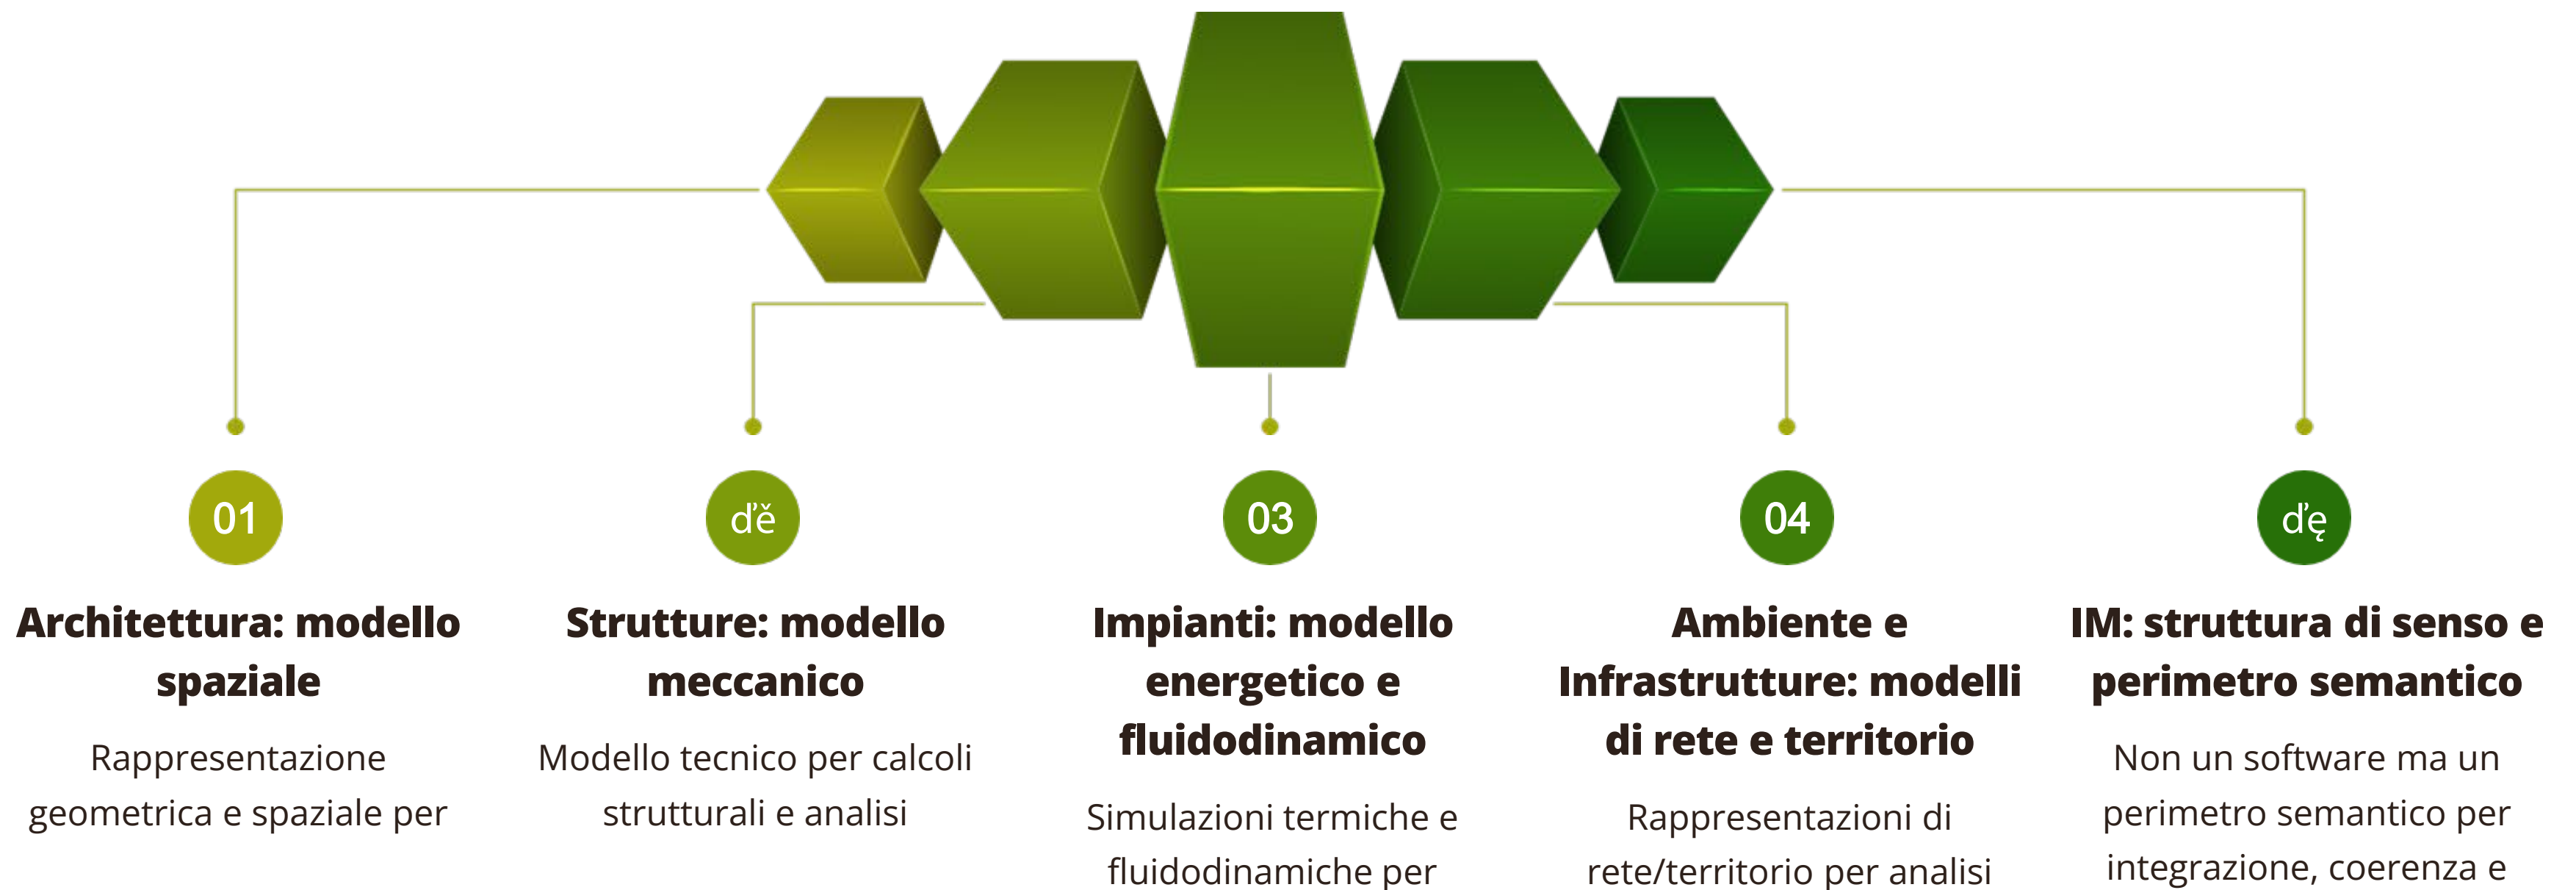 01
Architettura: modello
spaziale
Rappresentazione
geometrica e spaziale per
ďě
Strutture: modello
meccanico
Modello tecnico per calcoli
strutturali e analisi
03
Impianti: modello
energetico e
fluidodinamico
Simulazioni termiche e
fluidodinamiche per
04
Ambiente e
Infrastrutture: modelli
di rete e territorio
Rappresentazioni di
rete/territorio per analisi
ďę
IM: struttura di senso e
perimetro semantico
Non un software ma un
perimetro semantico per
integrazione, coerenza e